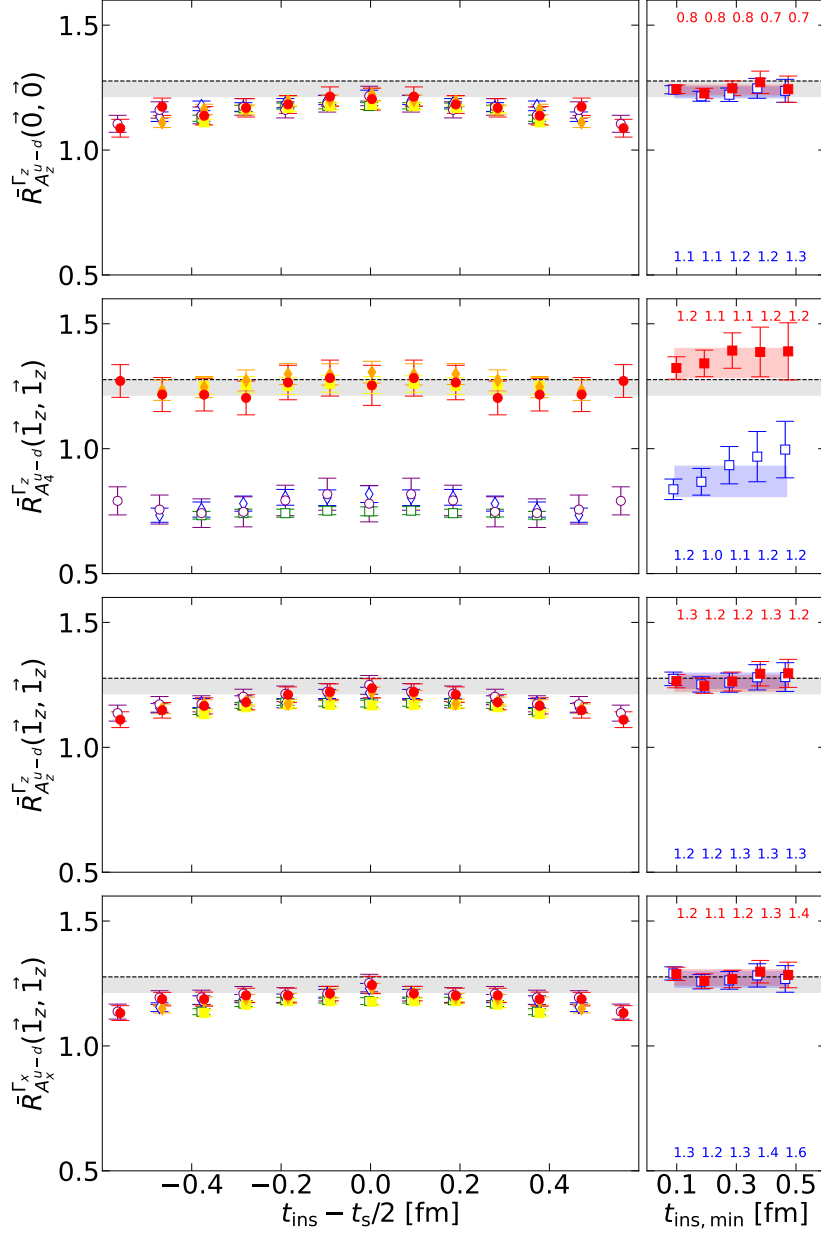 1.5
1.0
0.5
R̄^{Γ_z}_{A_z^{u−d}}(0⃗, 0⃗)
0.8 0.8 0.8 0.7 0.7
1.1 1.1 1.2 1.2 1.3
1.5
1.0
0.5
R̄^{Γ_z}_{A_4^{u−d}}(1⃗_z, 1⃗_z)
1.2 1.1 1.1 1.2 1.2
1.2 1.0 1.1 1.2 1.2
1.5
1.0
0.5
R̄^{Γ_z}_{A_z^{u−d}}(1⃗_z, 1⃗_z)
1.3 1.2 1.2 1.3 1.2
1.2 1.2 1.3 1.3 1.3
1.5
1.0
0.5
R̄^{Γ_x}_{A_x^{u−d}}(1⃗_z, 1⃗_z)
1.2 1.1 1.2 1.3 1.4
1.3 1.2 1.3 1.4 1.6
−0.4 −0.2 0.0 0.2 0.4
0.1 0.3 0.5
t_ins − t_s/2 [fm]
t_ins, min [fm]